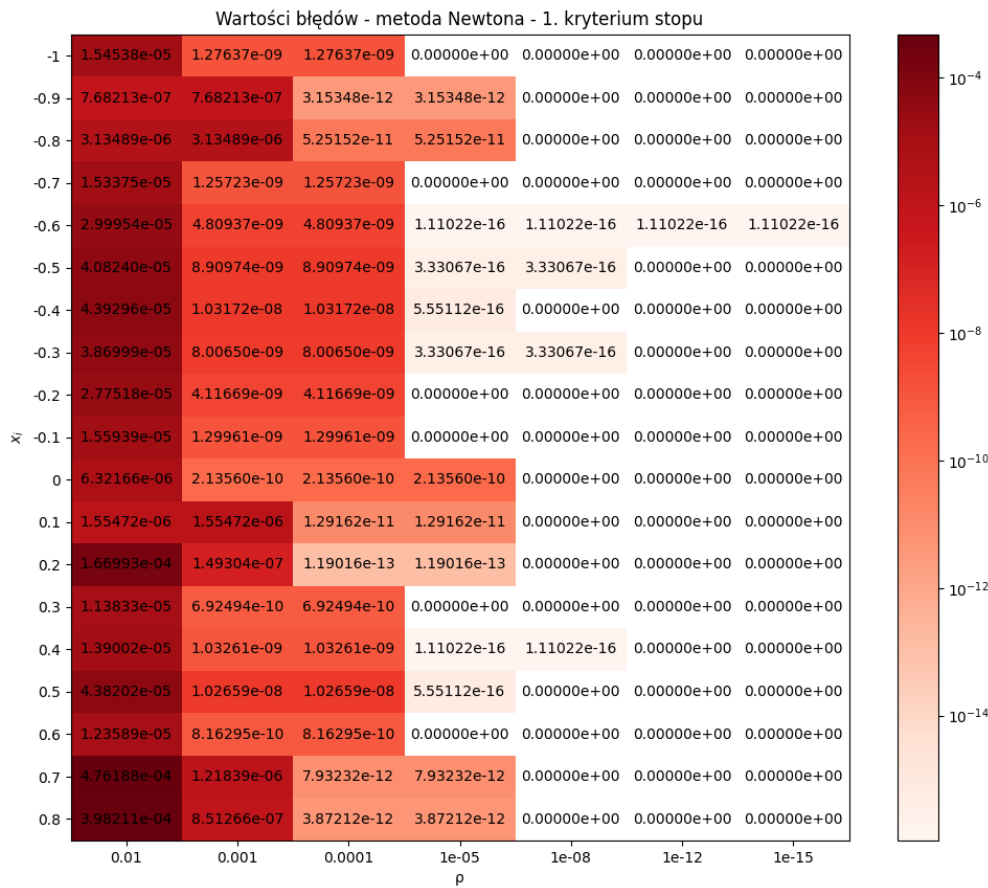 Wartości błędów - metoda Newtona - 1. kryterium stopu
-1 1.54538e-05 1.27637e-09 1.27637e-09 0.00000e+00 0.00000e+00 0.00000e+00 0.00000e+00
-0.9 7.68213e-07 7.68213e-07 3.15348e-12 3.15348e-12 0.00000e+00 0.00000e+00 0.00000e+00
-0.8 3.13489e-06 3.13489e-06 5.25152e-11 5.25152e-11 0.00000e+00 0.00000e+00 0.00000e+00
-0.7 1.53375e-05 1.25723e-09 1.25723e-09 0.00000e+00 0.00000e+00 0.00000e+00 0.00000e+00
-0.6 2.99954e-05 4.80937e-09 4.80937e-09 1.11022e-16 1.11022e-16 1.11022e-16 1.11022e-16
-0.5 4.08240e-05 8.90974e-09 8.90974e-09 3.33067e-16 3.33067e-16 0.00000e+00 0.00000e+00
-0.4 4.39296e-05 1.03172e-08 1.03172e-08 5.55112e-16 0.00000e+00 0.00000e+00 0.00000e+00
-0.3 3.86999e-05 8.00650e-09 8.00650e-09 3.33067e-16 3.33067e-16 0.00000e+00 0.00000e+00
-0.2 2.77518e-05 4.11669e-09 4.11669e-09 0.00000e+00 0.00000e+00 0.00000e+00 0.00000e+00
-0.1 1.55939e-05 1.29961e-09 1.29961e-09 0.00000e+00 0.00000e+00 0.00000e+00 0.00000e+00
0 6.32166e-06 2.13560e-10 2.13560e-10 2.13560e-10 0.00000e+00 0.00000e+00 0.00000e+00
0.1 1.55472e-06 1.55472e-06 1.29162e-11 1.29162e-11 0.00000e+00 0.00000e+00 0.00000e+00
0.2 1.66993e-04 1.49304e-07 1.19016e-13 1.19016e-13 0.00000e+00 0.00000e+00 0.00000e+00
0.3 1.13833e-05 6.92494e-10 6.92494e-10 0.00000e+00 0.00000e+00 0.00000e+00 0.00000e+00
0.4 1.39002e-05 1.03261e-09 1.03261e-09 1.11022e-16 1.11022e-16 0.00000e+00 0.00000e+00
0.5 4.38202e-05 1.02659e-08 1.02659e-08 5.55112e-16 0.00000e+00 0.00000e+00 0.00000e+00
0.6 1.23589e-05 8.16295e-10 8.16295e-10 0.00000e+00 0.00000e+00 0.00000e+00 0.00000e+00
0.7 4.76188e-04 1.21839e-06 7.93232e-12 7.93232e-12 0.00000e+00 0.00000e+00 0.00000e+00
0.8 3.98211e-04 8.51266e-07 3.87212e-12 3.87212e-12 0.00000e+00 0.00000e+00 0.00000e+00
0.01 0.001 0.0001 1e-05 1e-08 1e-12 1e-15
ρ
xᵢ
10⁻⁴
10⁻⁶
10⁻⁸
10⁻¹⁰
10⁻¹²
10⁻¹⁴